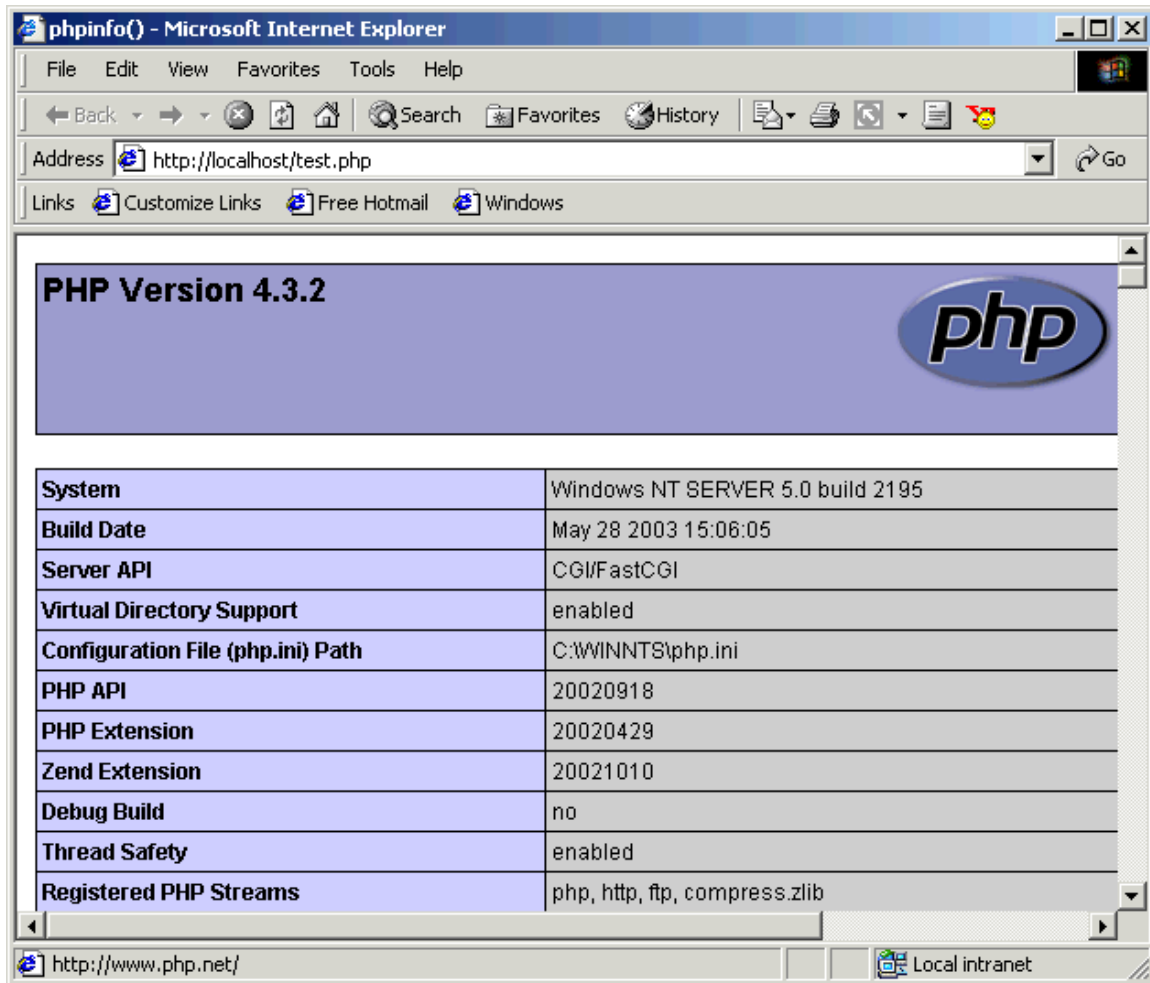 phpinfo() - Microsoft Internet Explorer
File Edit View Favorites Tools Help
Back Search Favorites History
Address http://localhost/test.php Go
Links Customize Links Free Hotmail Windows
PHP Version 4.3.2
php
System Windows NT SERVER 5.0 build 2195
Build Date May 28 2003 15:06:05
Server API CGI/FastCGI
Virtual Directory Support enabled
Configuration File (php.ini) Path C:\WINNTS\php.ini
PHP API 20020918
PHP Extension 20020429
Zend Extension 20021010
Debug Build no
Thread Safety enabled
Registered PHP Streams php, http, ftp, compress.zlib
http://www.php.net/ Local intranet